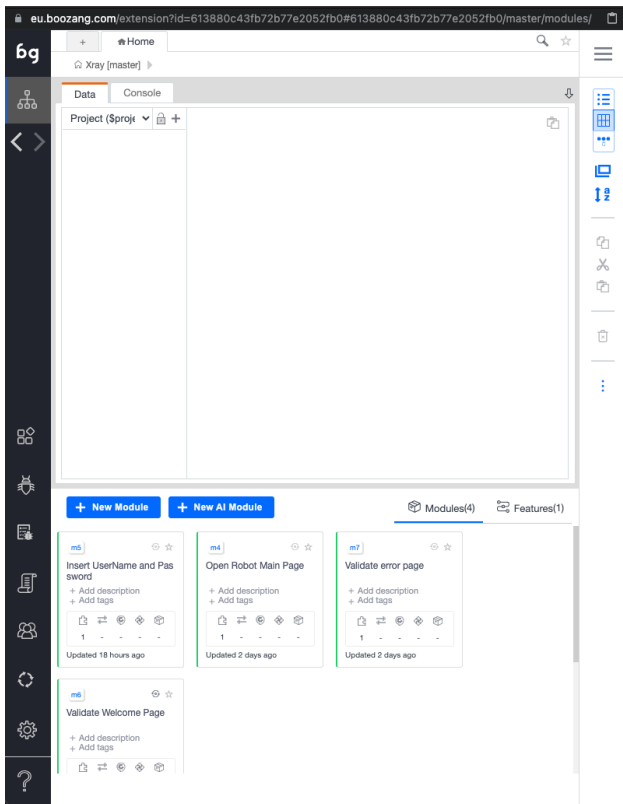 eu.boozang.com/extension?id=613880c43fb72b77e2052fb0#613880c43fb72b77e2052fb0/master/modules/
bg
+ Home
Xray [master]
Data Console
Project ($proje +
a
z
+ New Module + New AI Module Modules(4) Features(1)
m5 m4 m7
Insert UserName and Pas Open Robot Main Page Validate error page
sword
+ Add description + Add description + Add description
+ Add tags + Add tags + Add tags
1 - - - - 1 - - - - 1 - - - -
Updated 18 hours ago Updated 2 days ago Updated 2 days ago
m6
Validate Welcome Page
+ Add description
+ Add tags
?